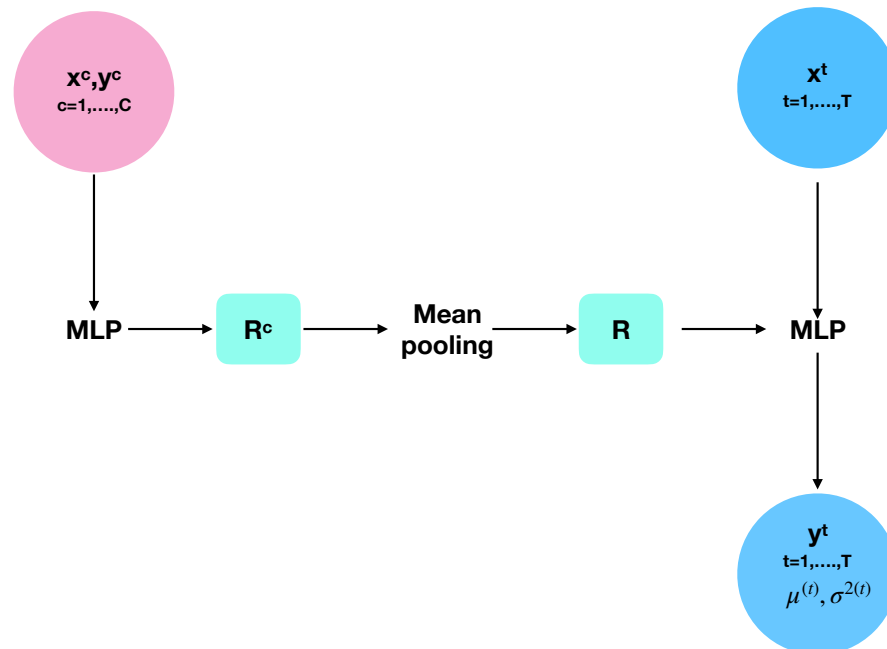 xᶜ,yᶜ
c=1,....,C
xᵗ
t=1,....,T
MLP
Rᶜ
Mean
pooling
R
MLP
yᵗ
t=1,....,T
μ⁽ᵗ⁾, σ²⁽ᵗ⁾